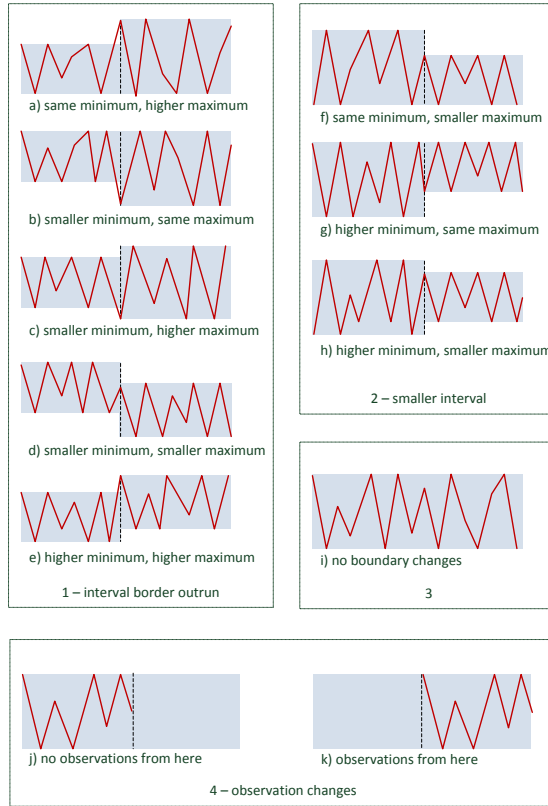 a) same minimum, higher maximum
b) smaller minimum, same maximum
c) smaller minimum, higher maximum
d) smaller minimum, smaller maximum
e) higher minimum, higher maximum
1 – interval border outrun
f) same minimum, smaller maximum
g) higher minimum, same maximum
h) higher minimum, smaller maximum
2 – smaller interval
i) no boundary changes
3
j) no observations from here
k) observations from here
4 – observation changes